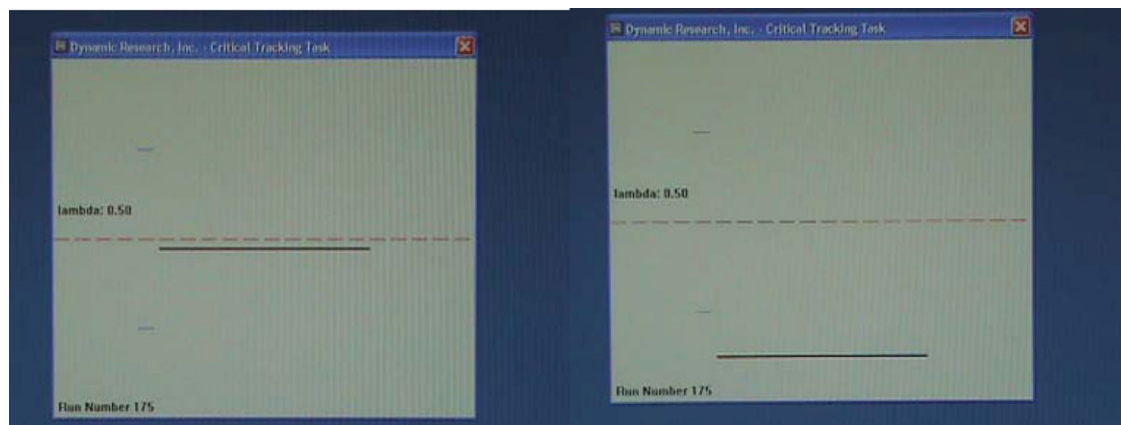 Dynamic Research, Inc. - Critical Tracking Task
lambda: 0.50
Run Number 175
Dynamic Research, Inc. - Critical Tracking Task
lambda: 0.50
Run Number 175